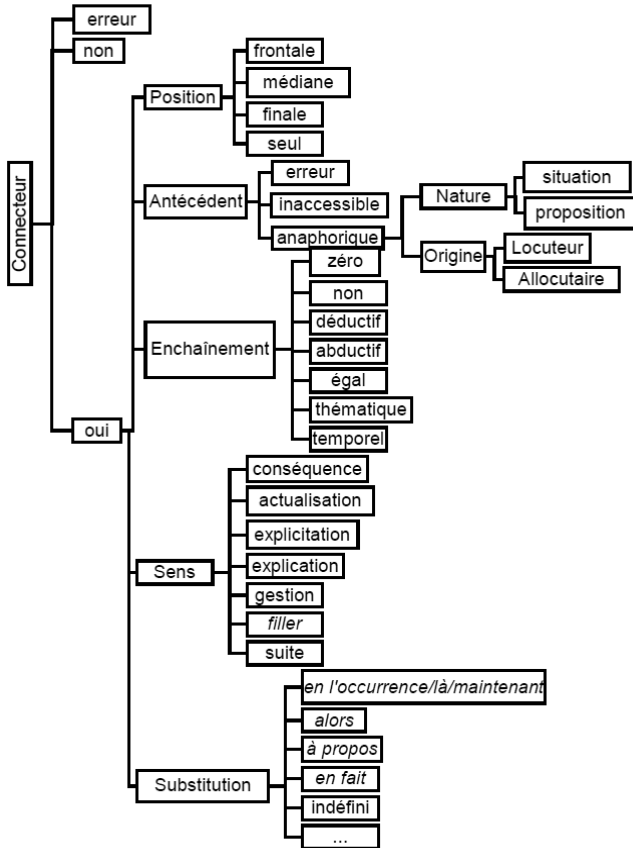 erreur
non
frontale
Position
médiane
finale
seul
Connecteur
erreur
Antécédent
inaccessible
anaphorique
Nature
situation
proposition
Origine
Locuteur
Allocutaire
zéro
non
déductif
Enchaînement
abductif
égal
thématique
temporel
oui
conséquence
actualisation
explicitation
Sens
explication
gestion
filler
suite
en l'occurrence/là/maintenant
alors
à propos
Substitution
en fait
indéfini
...